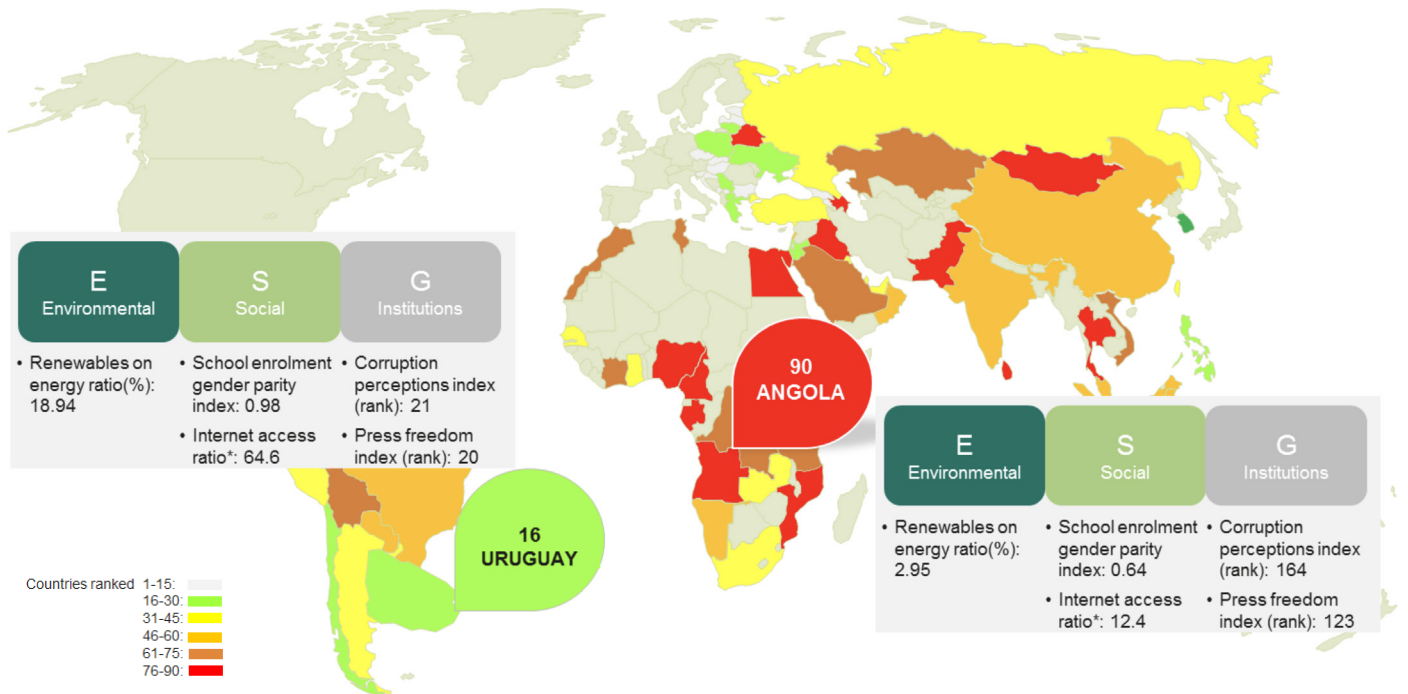 E
Environmental
S
Social
G
Institutions
• Renewables on
energy ratio(%):
18.94
• School enrolment
gender parity
index: 0.98
• Internet access
ratio*: 64.6
• Corruption
perceptions index
(rank): 21
• Press freedom
index (rank): 20
90
ANGOLA
16
URUGUAY
E
Environmental
S
Social
G
Institutions
• Renewables on
energy ratio(%):
2.95
• School enrolment
gender parity
index: 0.64
• Internet access
ratio*: 12.4
• Corruption
perceptions index
(rank): 164
• Press freedom
index (rank): 123
Countries ranked 1-15:
16-30:
31-45:
46-60:
61-75:
76-90: